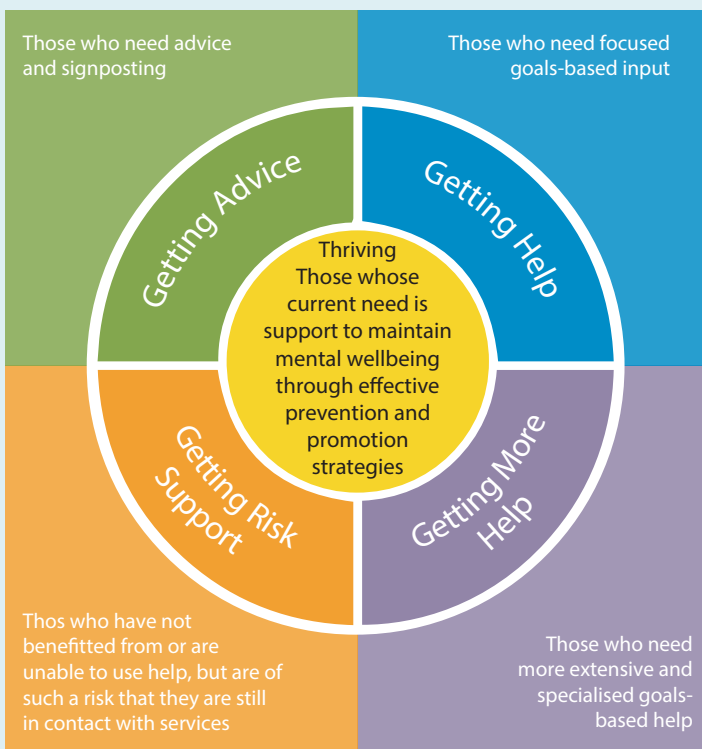 Those who need advice
and signposting
Those who need focused
goals-based input
Getting Advice
Getting Help
Thriving
Those whose
current need is
support to maintain
mental wellbeing
through effective
prevention and
promotion
strategies
Getting Risk
Support
Getting More
Help
Thos who have not
benefitted from or are
unable to use help, but are of
such a risk that they are still
in contact with services
Those who need
more extensive and
specialised goals-
based help